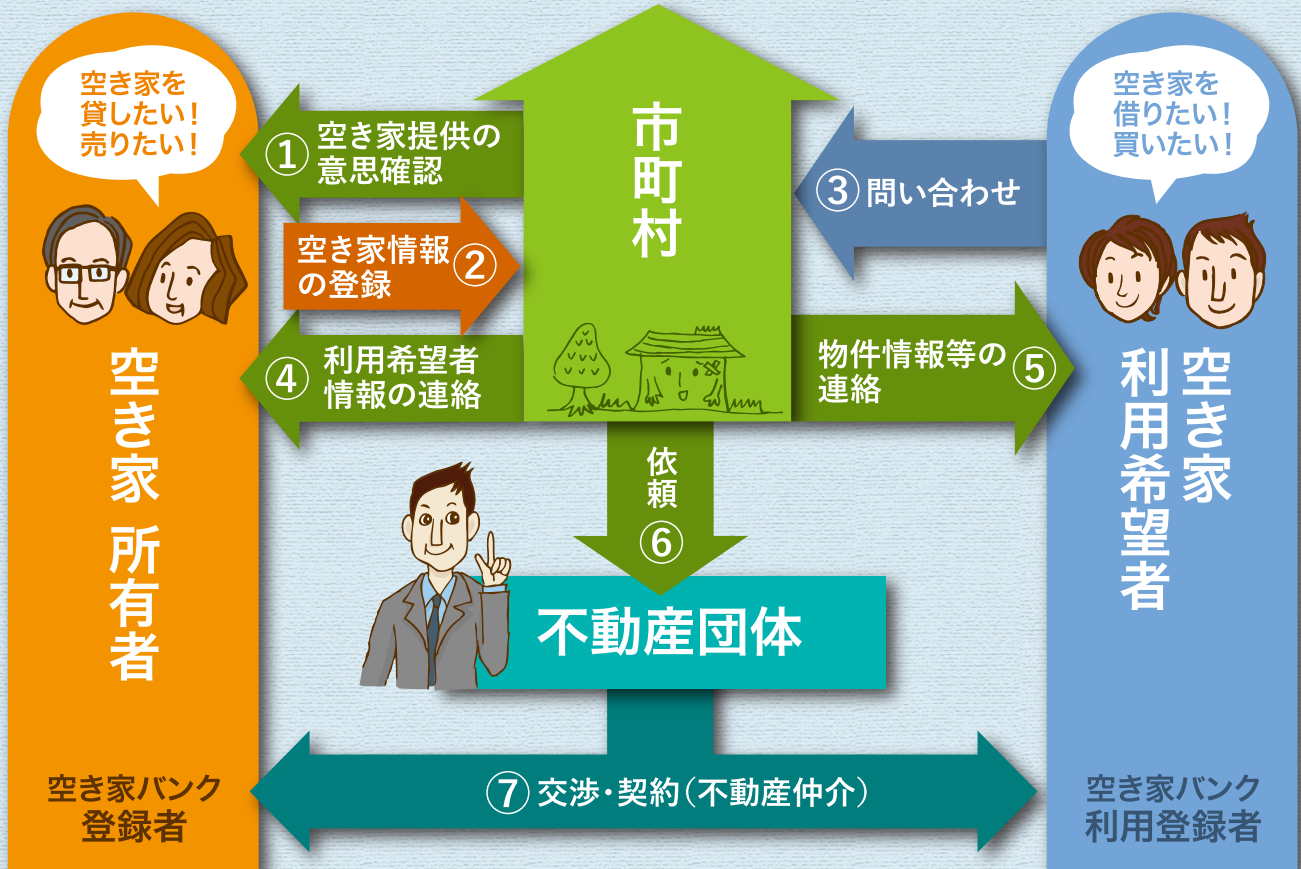 空き家を
貸したい！
売りたい！
空き家 所有者
空き家バンク
登録者
① 空き家提供の
意思確認
空き家情報
の登録 ②
④ 利用希望者
情報の連絡
市町村
③ 問い合わせ
物件情報等の
連絡 ⑤
依頼
⑥
不動産団体
⑦ 交渉・契約（不動産仲介）
空き家を
借りたい！
買いたい！
空き家
利用希望者
空き家バンク
利用登録者